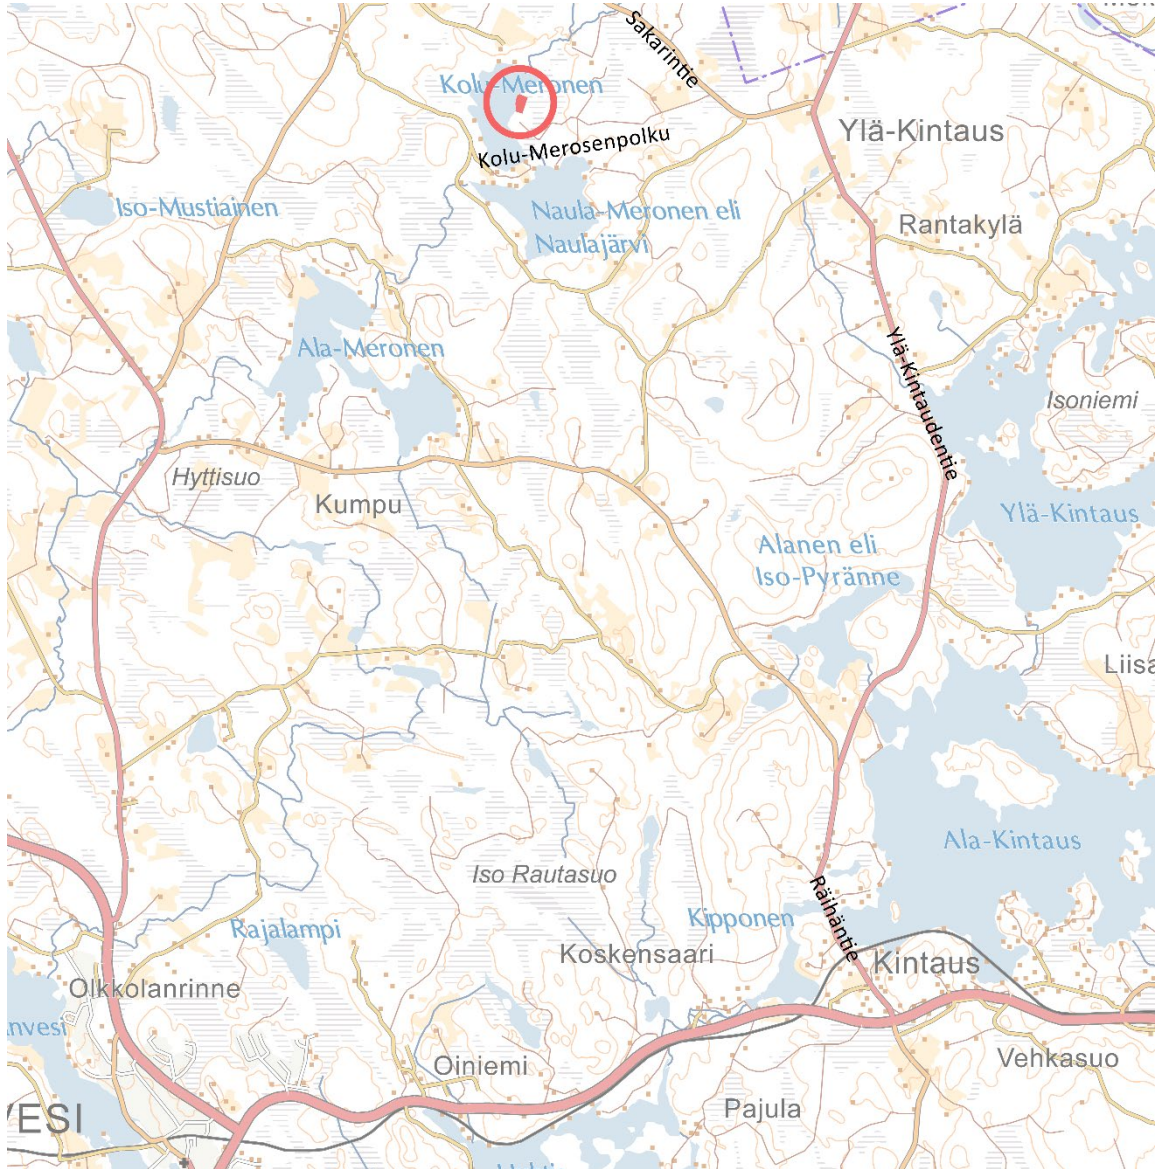 Sakarintie
Kolu-Meronen
Kolu-Merosenpolku
Ylä-Kintaus
Iso-Mustiainen
Naula-Meronen eli
Naulajärvi
Rantakylä
Ala-Meronen
Ylä-Kintaudentie
Isoniemi
Hyttisuo
Kumpu
Ylä-Kintaus
Alanen eli
Iso-Pyränne
Liisa
Ala-Kintaus
Iso Rautasuo
Räihäntie
Kipponen
Rajalampi
Koskensaari
Kintaus
Olkkolanrinne
nvesi
Oiniemi
Vehkasuo
Pajula
VESI